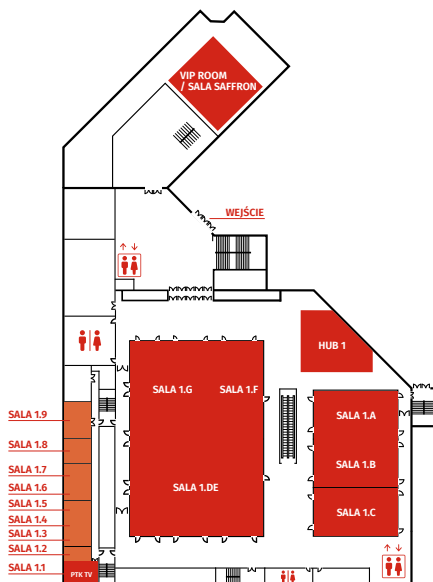 VIP ROOM
/ SALA SAFFRON
WEJŚCIE
HUB 1
SALA 1.G
SALA 1.F
SALA 1.A
SALA 1.9
SALA 1.8
SALA 1.B
SALA 1.7
SALA 1.6
SALA 1.DE
SALA 1.5
SALA 1.C
SALA 1.4
SALA 1.3
SALA 1.2
SALA 1.1
PTK TV